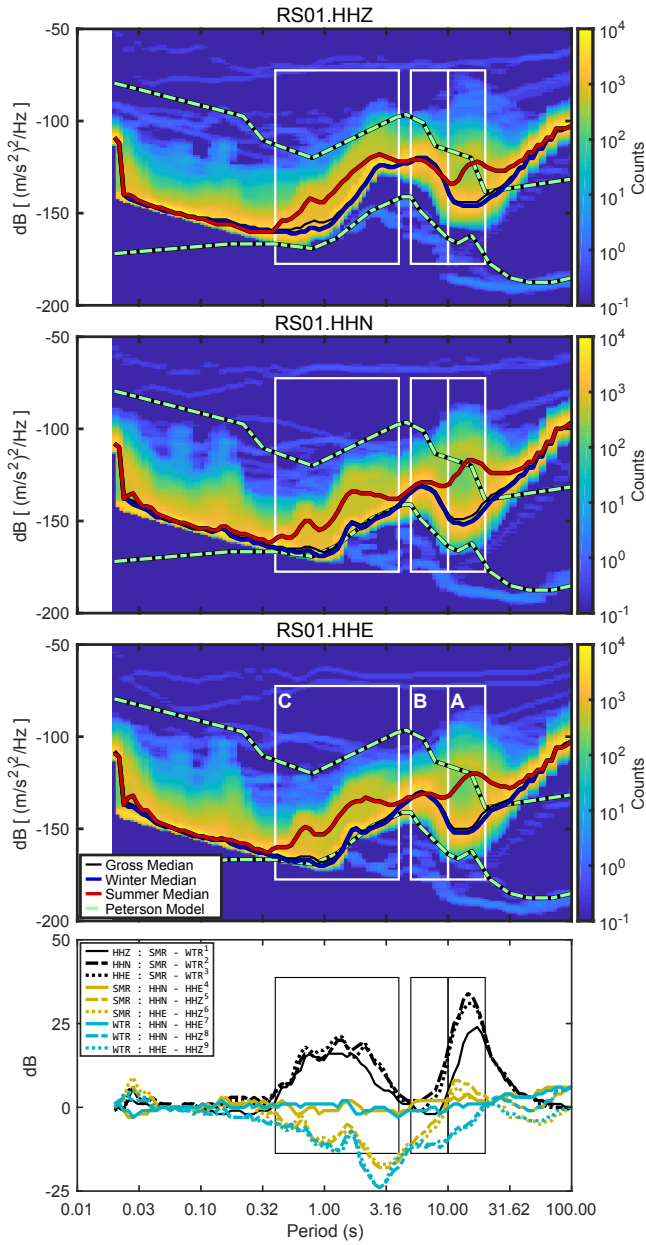 RS01.HHZ
-50
-100
-150
-200
dB [ (m/s²)²/Hz]
10⁴
10³
10²
10¹
10⁰
10⁻¹
Counts
RS01.HHN
-50
-100
-150
-200
dB [ (m/s²)²/Hz]
10⁴
10³
10²
10¹
10⁰
10⁻¹
Counts
RS01.HHE
-50
-100
-150
-200
dB [ (m/s²)²/Hz]
C
B
A
Gross Median
Winter Median
Summer Median
Peterson Model
10⁴
10³
10²
10¹
10⁰
10⁻¹
Counts
50
25
0
-25
dB
HHZ : SMR - WTR¹
HHN : SMR - WTR²
HHE : SMR - WTR³
SMR : HHN - HHE⁴
SMR : HHN - HHZ⁵
SMR : HHE - HHZ⁶
WTR : HHN - HHE⁷
WTR : HHN - HHZ⁸
WTR : HHE - HHZ⁹
0.01
0.03
0.10
0.32
1.00
3.16
10.00
31.62
100.00
Period (s)